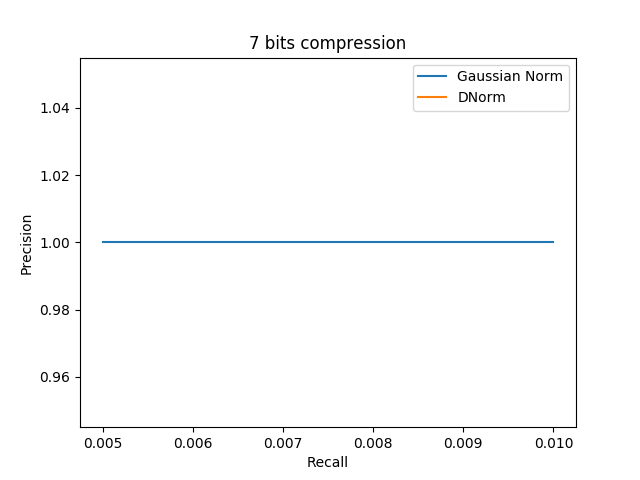 7 bits compression
Gaussian Norm
DNorm
1.04
1.02
1.00
0.98
0.96
Precision
0.005 0.006 0.007 0.008 0.009 0.010
Recall